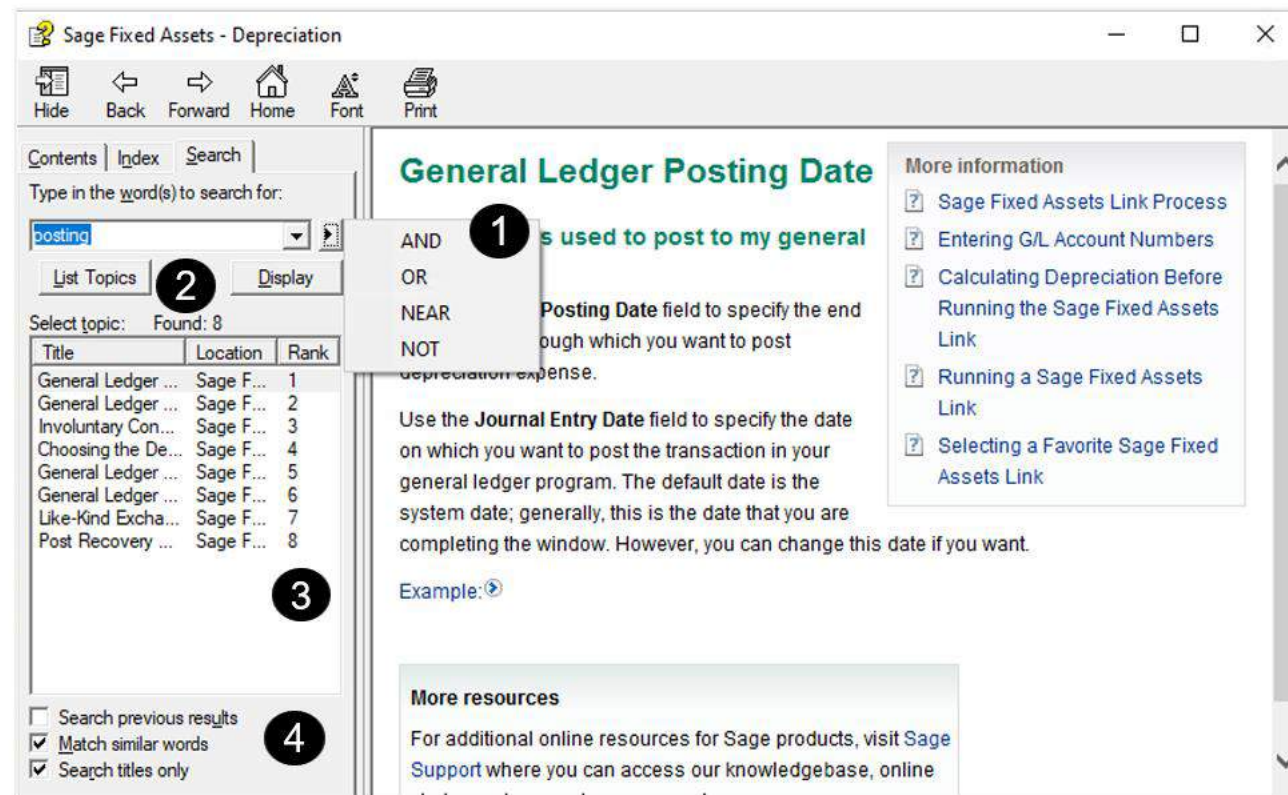 Sage Fixed Assets - Depreciation
Hide Back Forward Home Font Print
Contents Index Search
Type in the word(s) to search for:
posting
List Topics Display
Select topic: Found: 8
Title Location Rank
General Ledger ... Sage F... 1
General Ledger ... Sage F... 2
Involuntary Con... Sage F... 3
Choosing the De... Sage F... 4
General Ledger ... Sage F... 5
General Ledger ... Sage F... 6
Like-Kind Excha... Sage F... 7
Post Recovery ... Sage F... 8
Search previous results
Match similar words
Search titles only
1
2
3
4
AND
OR
NEAR
NOT
General Ledger Posting Date
s used to post to my general
Posting Date field to specify the end
ough which you want to post
depreciation expense.
Use the Journal Entry Date field to specify the date
on which you want to post the transaction in your
general ledger program. The default date is the
system date; generally, this is the date that you are
completing the window. However, you can change this date if you want.
Example:
More information
Sage Fixed Assets Link Process
Entering G/L Account Numbers
Calculating Depreciation Before
Running the Sage Fixed Assets
Link
Running a Sage Fixed Assets
Link
Selecting a Favorite Sage Fixed
Assets Link
More resources
For additional online resources for Sage products, visit Sage
Support where you can access our knowledgebase, online